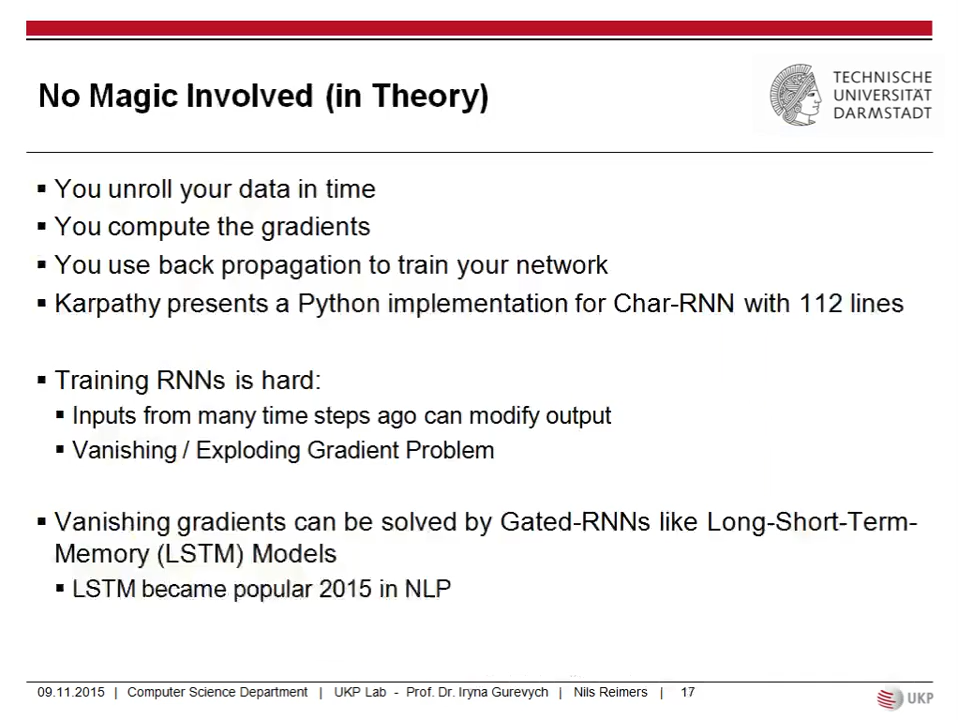 No Magic Involved (in Theory)
TECHNISCHE
UNIVERSITÄT
DARMSTADT
▪ You unroll your data in time
▪ You compute the gradients
▪ You use back propagation to train your network
▪ Karpathy presents a Python implementation for Char-RNN with 112 lines
▪ Training RNNs is hard:
▪ Inputs from many time steps ago can modify output
▪ Vanishing / Exploding Gradient Problem
▪ Vanishing gradients can be solved by Gated-RNNs like Long-Short-Term-
Memory (LSTM) Models
▪ LSTM became popular 2015 in NLP
09.11.2015 | Computer Science Department | UKP Lab - Prof. Dr. Iryna Gurevych | Nils Reimers | 17
UKP